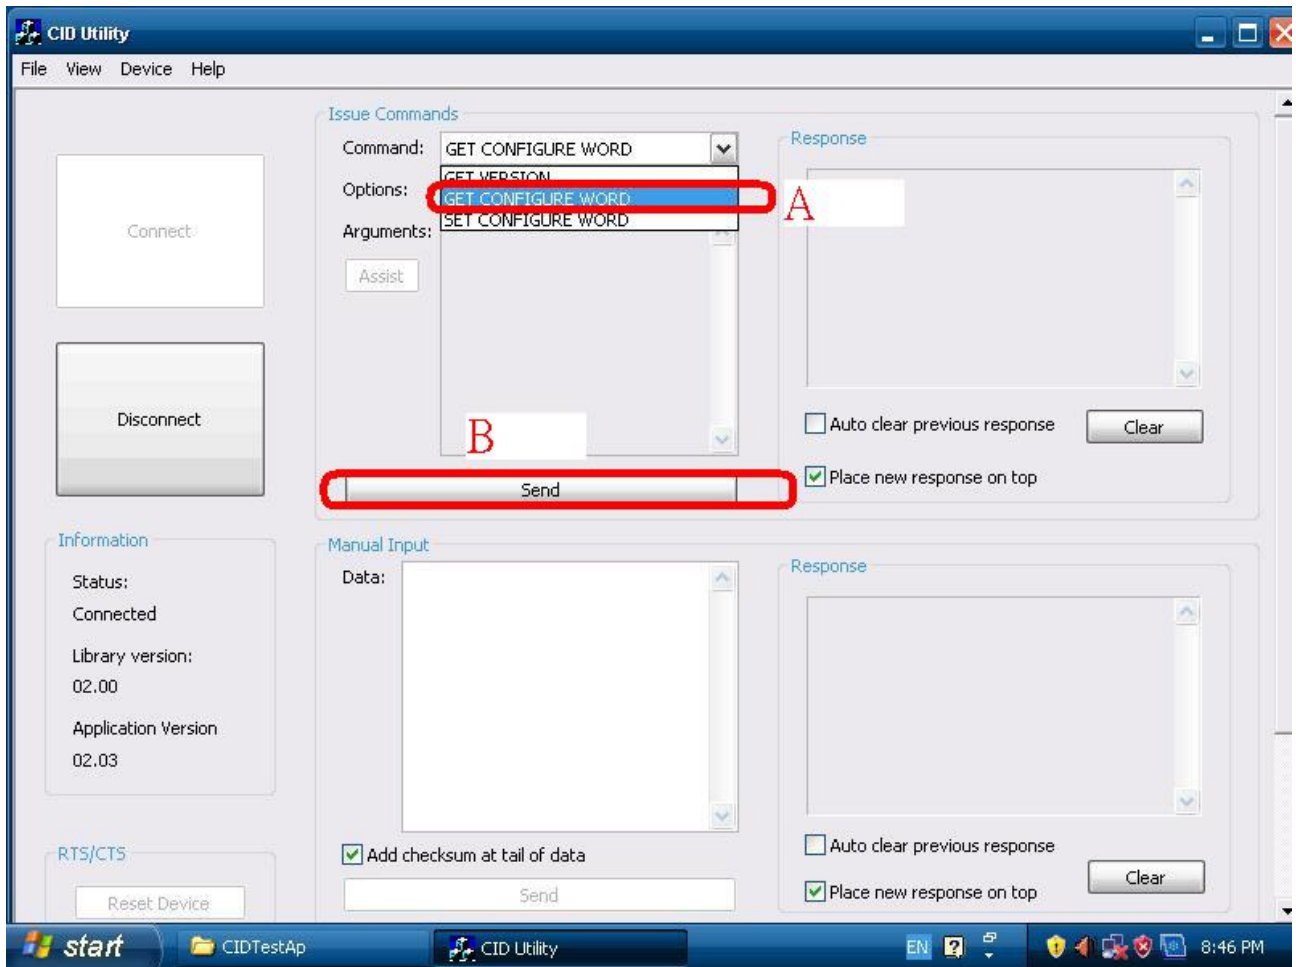 CID Utility
File View Device Help
Issue Commands
Command: GET CONFIGURE WORD
GET VERSION
Options: GET CONFIGURE WORD
A
SET CONFIGURE WORD
Arguments:
Assist
Response
Connect
Disconnect
B
Send
Auto clear previous response
Clear
Place new response on top
Information
Status:
Connected
Library version:
02.00
Application Version
02.03
RTS/CTS
Reset Device
Manual Input
Data:
Add checksum at tail of data
Send
Response
Auto clear previous response
Clear
Place new response on top
start CIDTestAp CID Utility EN 8:46 PM